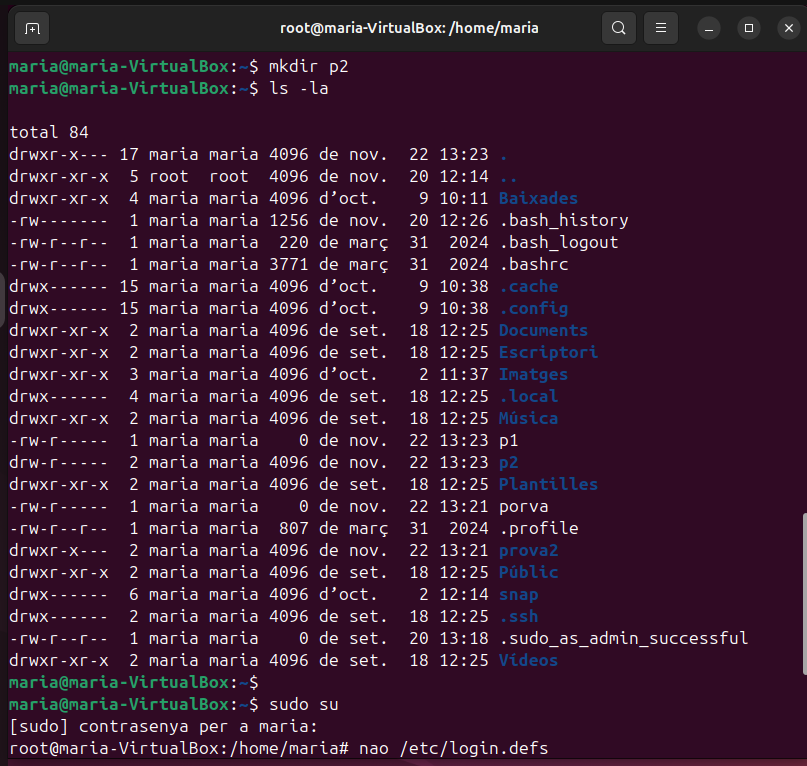 root@maria-VirtualBox: /home/maria
maria@maria-VirtualBox:~$ mkdir p2
maria@maria-VirtualBox:~$ ls -la
total 84
drwxr-x--- 17 maria maria 4096 de nov.  22 13:23 .
drwxr-xr-x  5 root  root  4096 de nov.  20 12:14 ..
drwxr-xr-x  4 maria maria 4096 d’oct.    9 10:11 Baixades
-rw-------  1 maria maria 1256 de nov.  20 12:26 .bash_history
-rw-r--r--  1 maria maria  220 de març  31  2024 .bash_logout
-rw-r--r--  1 maria maria 3771 de març  31  2024 .bashrc
drwx------ 15 maria maria 4096 d’oct.    9 10:38 .cache
drwx------ 15 maria maria 4096 d’oct.    9 10:38 .config
drwxr-xr-x  2 maria maria 4096 de set.  18 12:25 Documents
drwxr-xr-x  2 maria maria 4096 de set.  18 12:25 Escriptori
drwxr-xr-x  3 maria maria 4096 d’oct.    2 11:37 Imatges
drwx------  4 maria maria 4096 de set.  18 12:25 .local
drwxr-xr-x  2 maria maria 4096 de set.  18 12:25 Música
-rw-r-----  1 maria maria    0 de nov.  22 13:23 p1
drw-r-----  2 maria maria 4096 de nov.  22 13:23 p2
drwxr-xr-x  2 maria maria 4096 de set.  18 12:25 Plantilles
-rw-r-----  1 maria maria    0 de nov.  22 13:21 porva
-rw-r--r--  1 maria maria  807 de març  31  2024 .profile
drwxr-x---  2 maria maria 4096 de nov.  22 13:21 prova2
drwxr-xr-x  2 maria maria 4096 de set.  18 12:25 Públic
drwx------  6 maria maria 4096 d’oct.    2 12:14 snap
drwx------  2 maria maria 4096 de set.  18 12:25 .ssh
-rw-r--r--  1 maria maria    0 de set.  20 13:18 .sudo_as_admin_successful
drwxr-xr-x  2 maria maria 4096 de set.  18 12:25 Vídeos
maria@maria-VirtualBox:~$
maria@maria-VirtualBox:~$ sudo su
[sudo] contrasenya per a maria:
root@maria-VirtualBox:/home/maria# nao /etc/login.defs